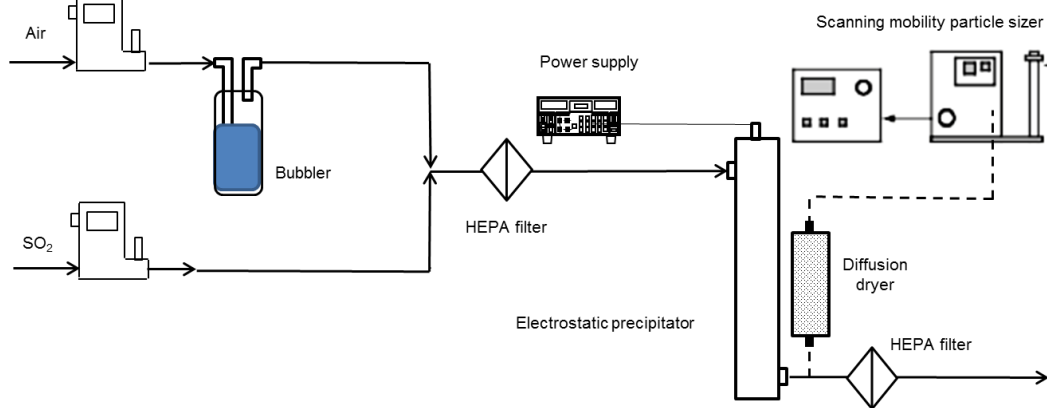 Scanning mobility particle sizer
Air
Power supply
Bubbler
HEPA filter
SO₂
Diffusion
dryer
Electrostatic precipitator
HEPA filter